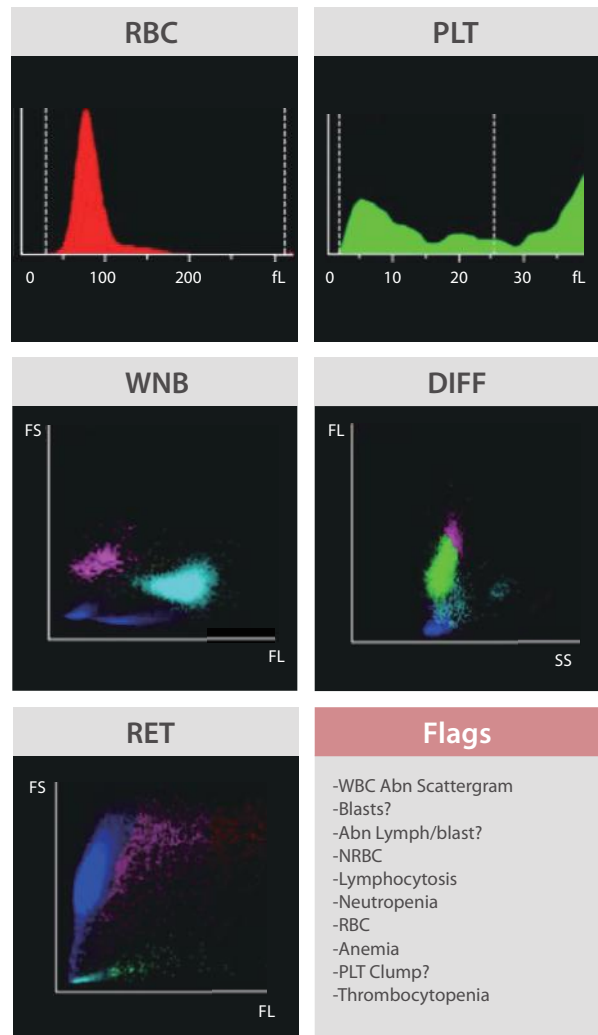 RBC
PLT
0 100 200 fL
0 10 20 30 fL
WNB
DIFF
FS
FL
FL
SS
RET
Flags
FS
FL
-WBC Abn Scattergram
-Blasts?
-Abn Lymph/blast?
-NRBC
-Lymphocytosis
-Neutropenia
-RBC
-Anemia
-PLT Clump?
-Thrombocytopenia